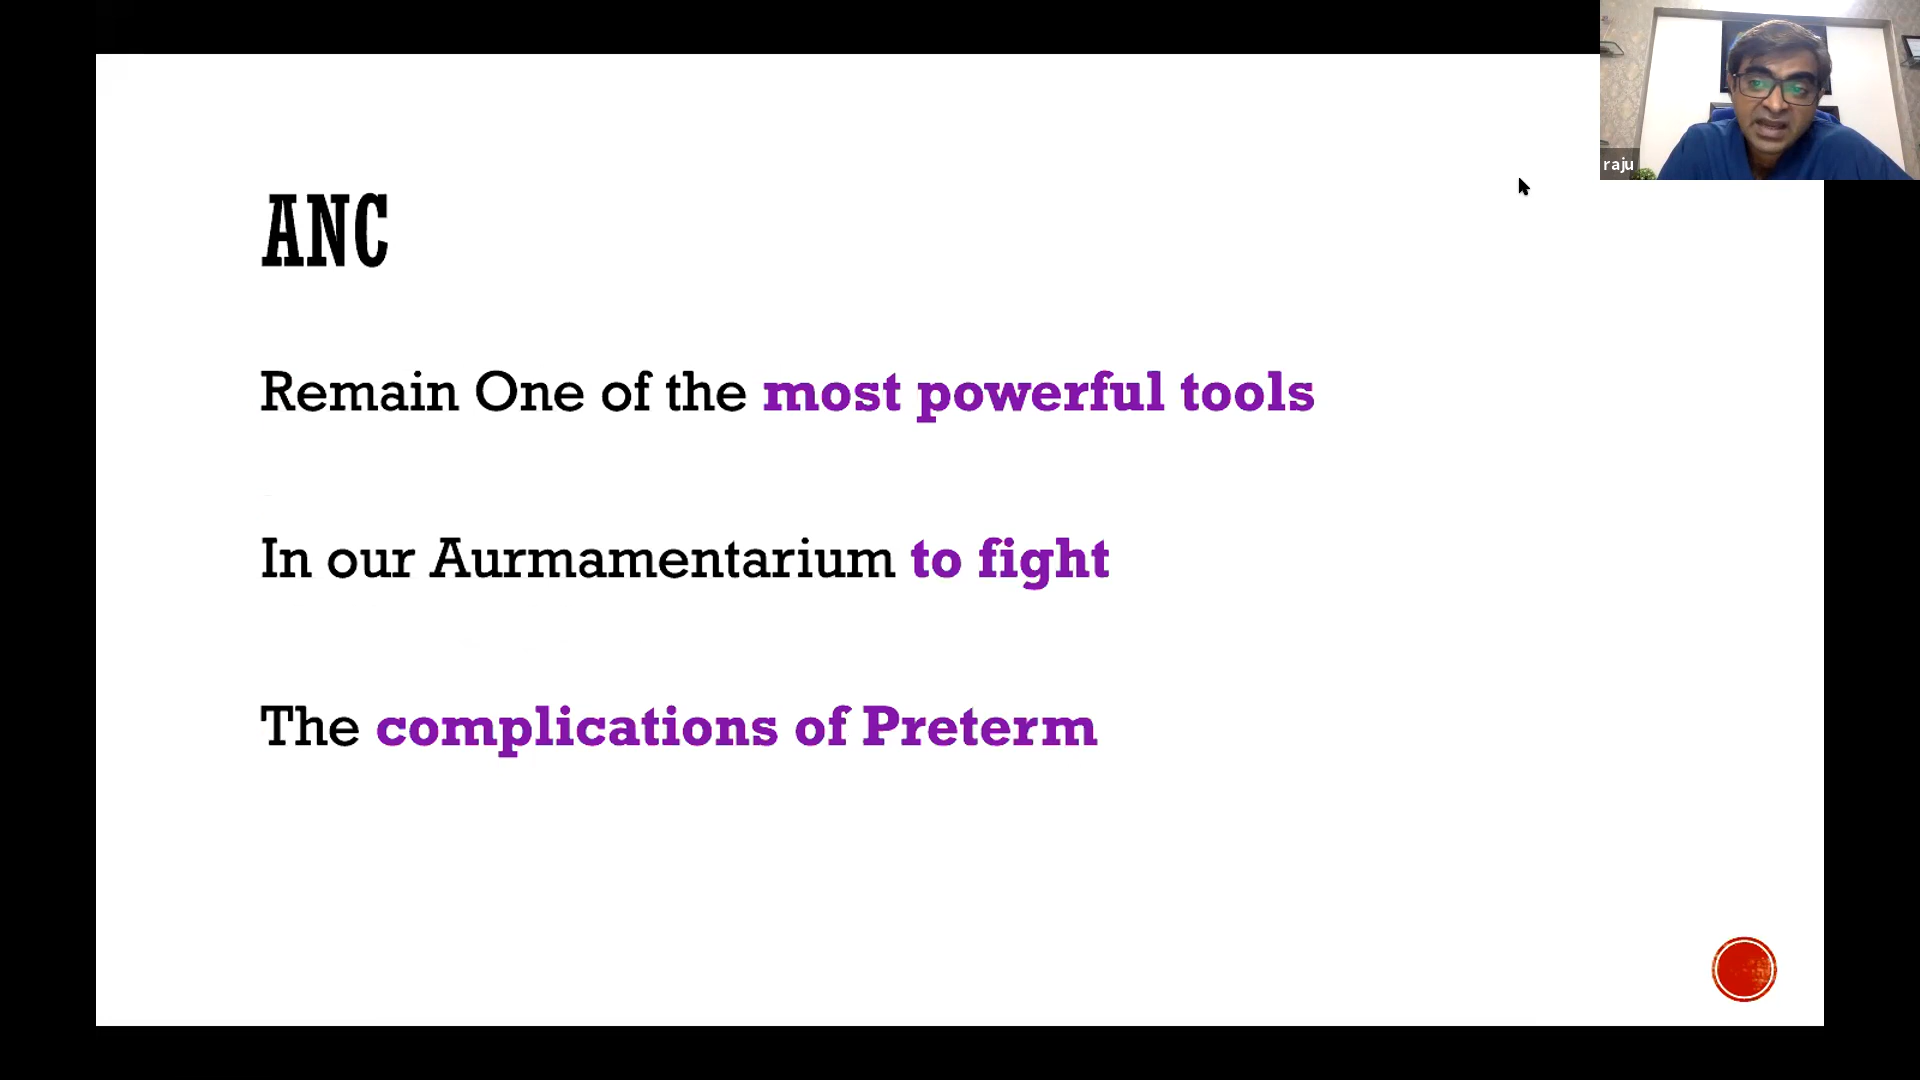 raju
ANC
Remain One of the most powerful tools
In our Aurmamentarium to fight
The complications of Preterm